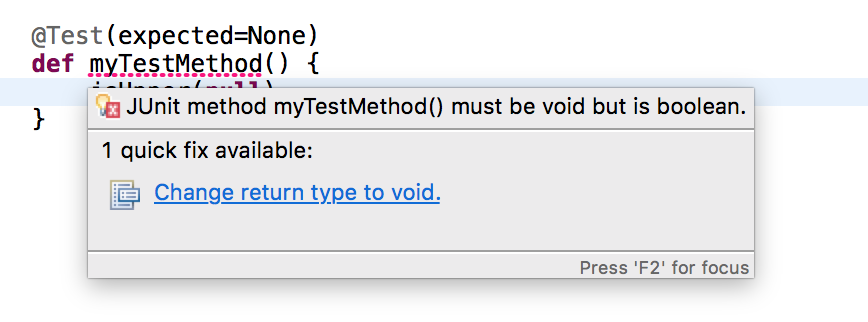 @Test(expected=None)
def myTestMethod() {
}
JUnit method myTestMethod() must be void but is boolean.
1 quick fix available:
Change return type to void.
Press 'F2' for focus